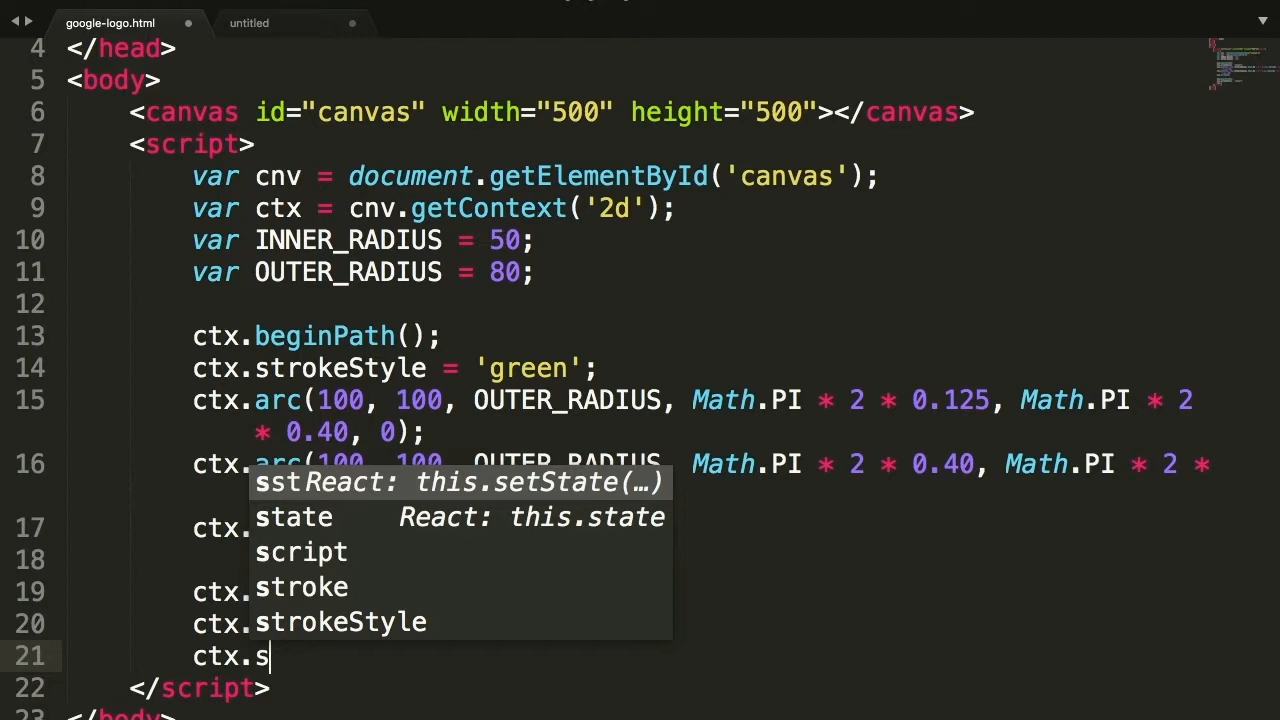 google-logo.html
untitled
4 </head>
5 <body>
6 <canvas id="canvas" width="500" height="500"></canvas>
7 <script>
8 var cnv = document.getElementById('canvas');
9 var ctx = cnv.getContext('2d');
10 var INNER_RADIUS = 50;
11 var OUTER_RADIUS = 80;
12
13 ctx.beginPath();
14 ctx.strokeStyle = 'green';
15 ctx.arc(100, 100, OUTER_RADIUS, Math.PI * 2 * 0.125, Math.PI * 2
* 0.40, 0);
16 ctx.arc(100, 100, OUTER_RADIUS, Math.PI * 2 * 0.40, Math.PI * 2 *
sst React: this.setState(…)
state React: this.state
script
stroke
strokeStyle
17 ctx.
18
19 ctx.
20 ctx.
21 ctx.s
22 </script>
23 </body>